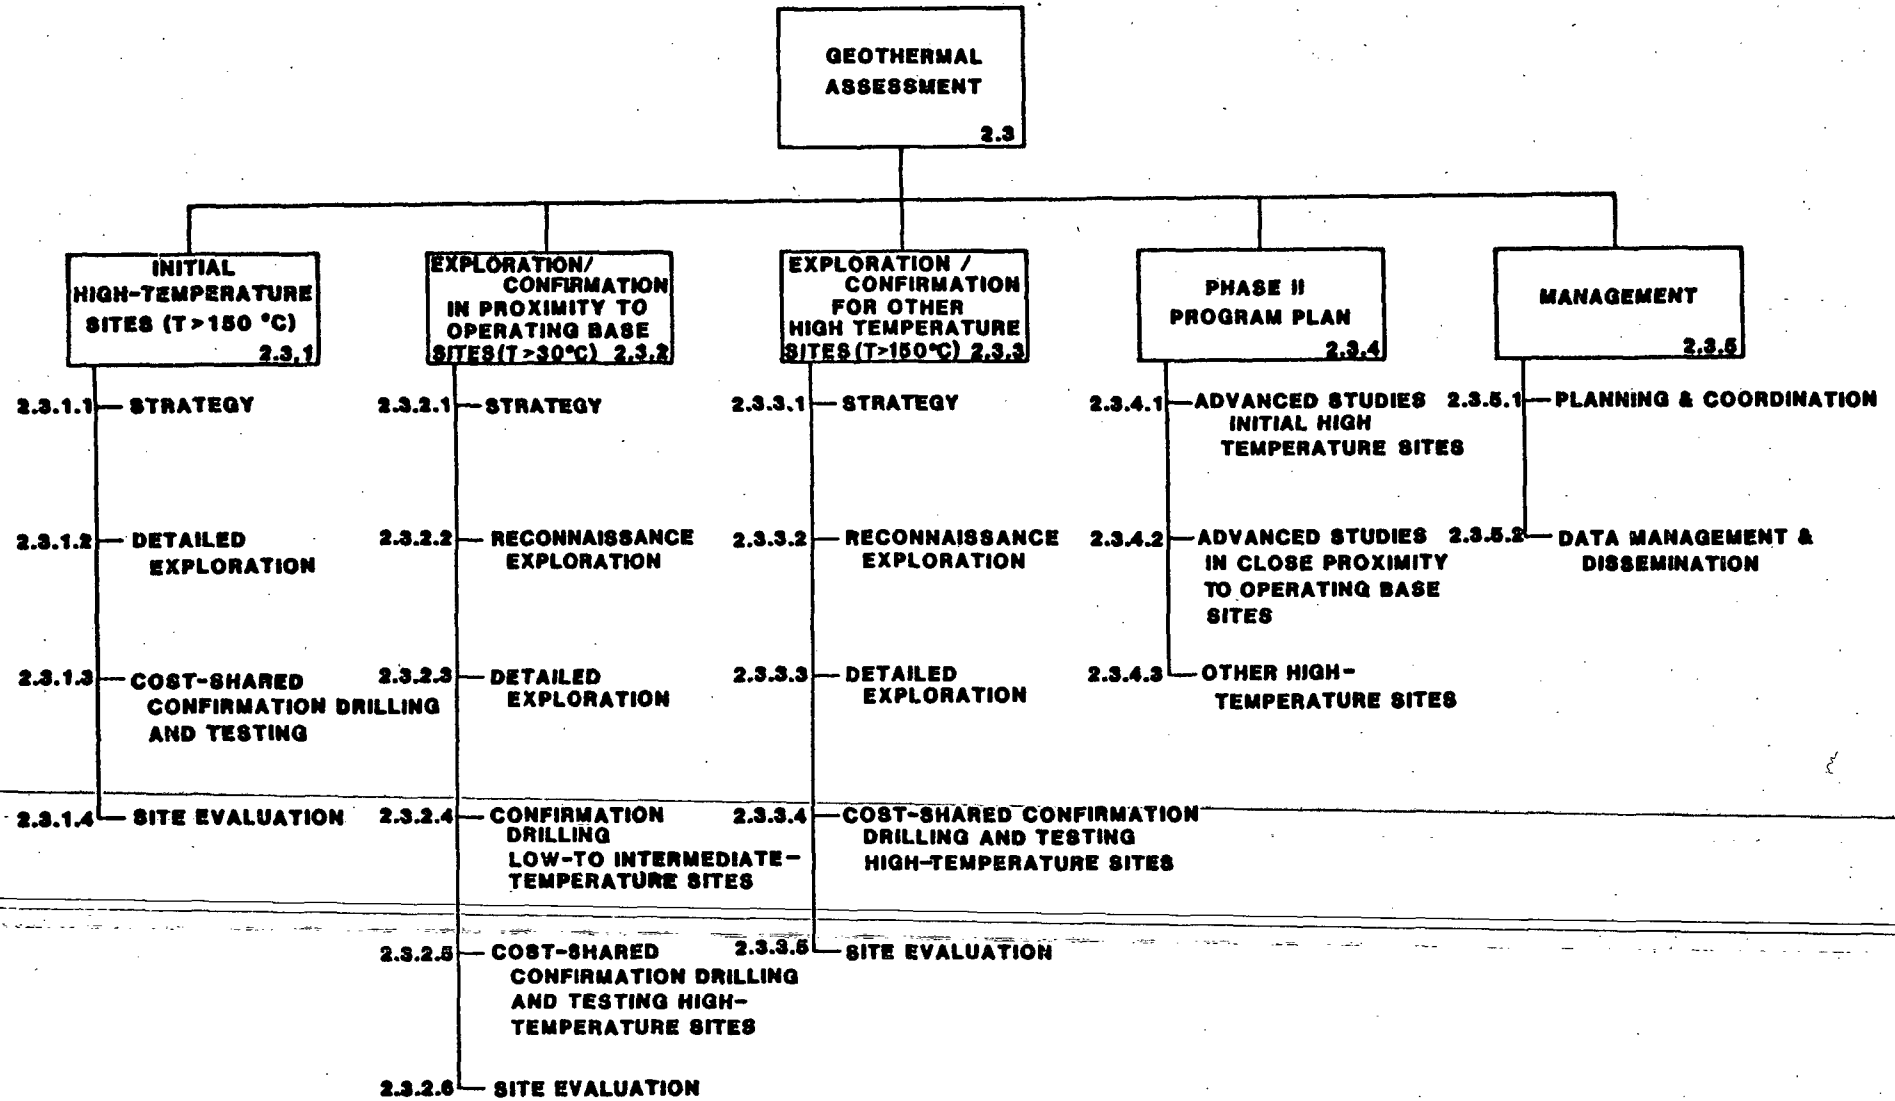 GEOTHERMAL
ASSESSMENT
2.3
INITIAL
HIGH-TEMPERATURE
SITES (T>150 °C)
2.3.1
2.3.1.1 STRATEGY
2.3.1.2 DETAILED
EXPLORATION
2.3.1.3 COST-SHARED
CONFIRMATION DRILLING
AND TESTING
2.3.1.4 SITE EVALUATION
EXPLORATION/
CONFIRMATION
IN PROXIMITY TO
OPERATING BASE
SITES(T>30°C) 2.3.2
2.3.2.1 STRATEGY
2.3.2.2 RECONNAISSANCE
EXPLORATION
2.3.2.3 DETAILED
EXPLORATION
2.3.2.4 CONFIRMATION
DRILLING
LOW-TO INTERMEDIATE-
TEMPERATURE SITES
2.3.2.5 COST-SHARED
CONFIRMATION DRILLING
AND TESTING HIGH-
TEMPERATURE SITES
2.3.2.6 SITE EVALUATION
EXPLORATION /
CONFIRMATION
FOR OTHER
HIGH TEMPERATURE
SITES(T>150°C) 2.3.3
2.3.3.1 STRATEGY
2.3.3.2 RECONNAISSANCE
EXPLORATION
2.3.3.3 DETAILED
EXPLORATION
2.3.3.4 COST-SHARED CONFIRMATION
DRILLING AND TESTING
HIGH-TEMPERATURE SITES
2.3.3.5 SITE EVALUATION
PHASE II
PROGRAM PLAN
2.3.4
2.3.4.1 ADVANCED STUDIES
INITIAL HIGH
TEMPERATURE SITES
2.3.4.2 ADVANCED STUDIES
IN CLOSE PROXIMITY
TO OPERATING BASE
SITES
2.3.4.3 OTHER HIGH-
TEMPERATURE SITES
MANAGEMENT
2.3.5
2.3.5.1 PLANNING & COORDINATION
2.3.5.2 DATA MANAGEMENT &
DISSEMINATION